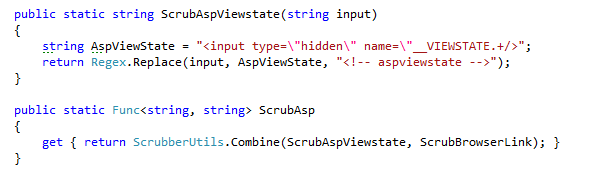 public static string ScrubAspViewstate(string input)
{
    string AspViewState = "<input type=\"hidden\" name=\"__VIEWSTATE.+/>";
    return Regex.Replace(input, AspViewState, "<!-- aspviewstate -->");
}

public static Func<string, string> ScrubAsp
{
    get { return ScrubberUtils.Combine(ScrubAspViewstate, ScrubBrowserLink); }
}